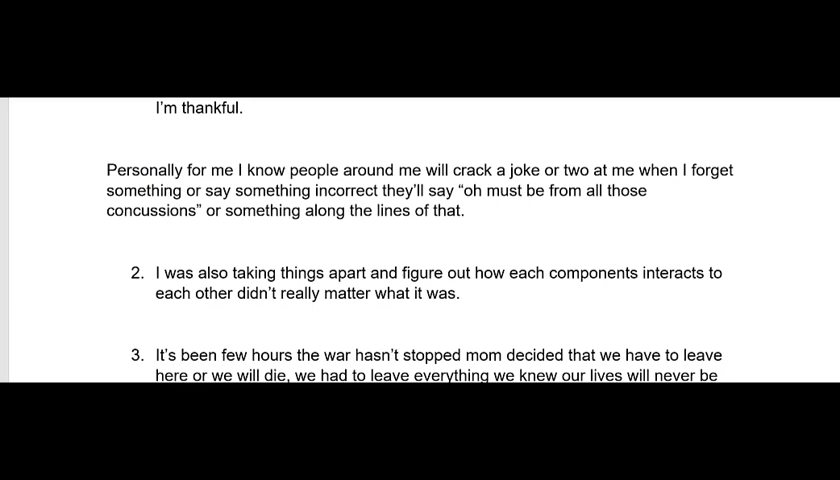 I'm thankful.
Personally for me I know people around me will crack a joke or two at me when I forget
something or say something incorrect they'll say “oh must be from all those
concussions” or something along the lines of that.
2. I was also taking things apart and figure out how each components interacts to
each other didn't really matter what it was.
3. It's been few hours the war hasn't stopped mom decided that we have to leave
here or we will die, we had to leave everything we knew our lives will never be